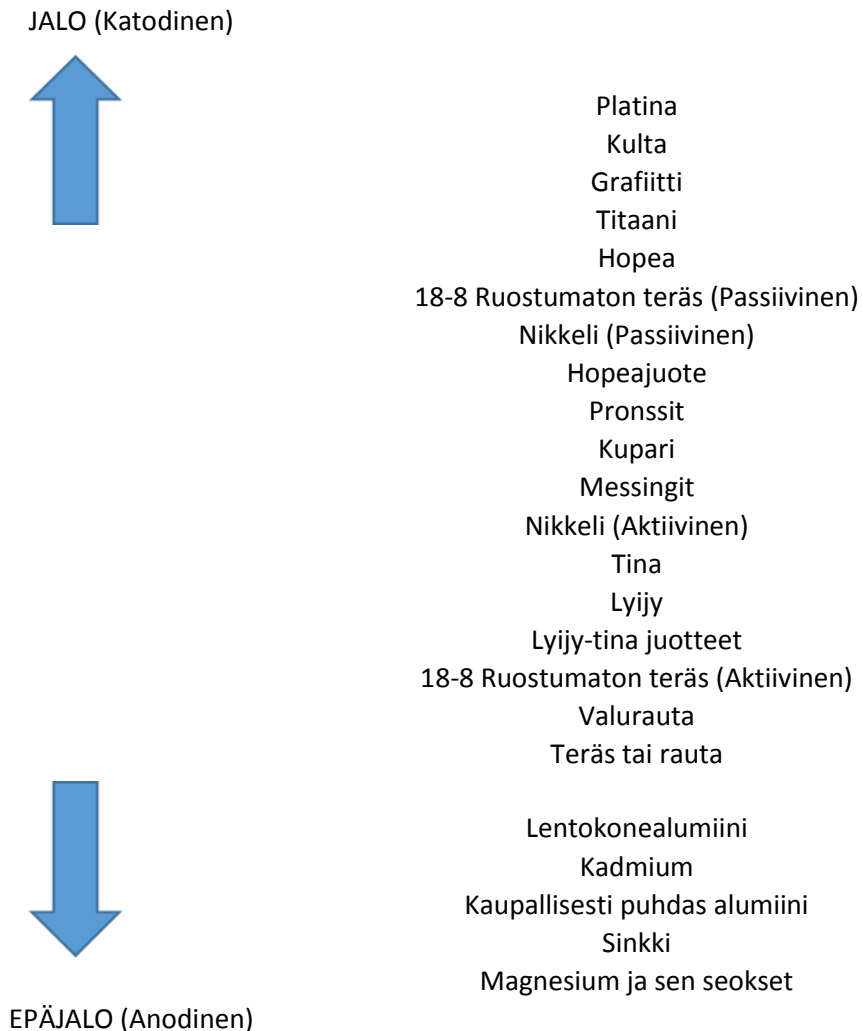 JALO (Katodinen)
Platina
Kulta
Grafiitti
Titaani
Hopea
18-8 Ruostumaton teräs (Passiivinen)
Nikkeli (Passiivinen)
Hopeajuote
Pronssit
Kupari
Messingit
Nikkeli (Aktiivinen)
Tina
Lyijy
Lyijy-tina juotteet
18-8 Ruostumaton teräs (Aktiivinen)
Valurauta
Teräs tai rauta
Lentokonealumiini
Kadmium
Kaupallisesti puhdas alumiini
Sinkki
Magnesium ja sen seokset
EPÄJALO (Anodinen)